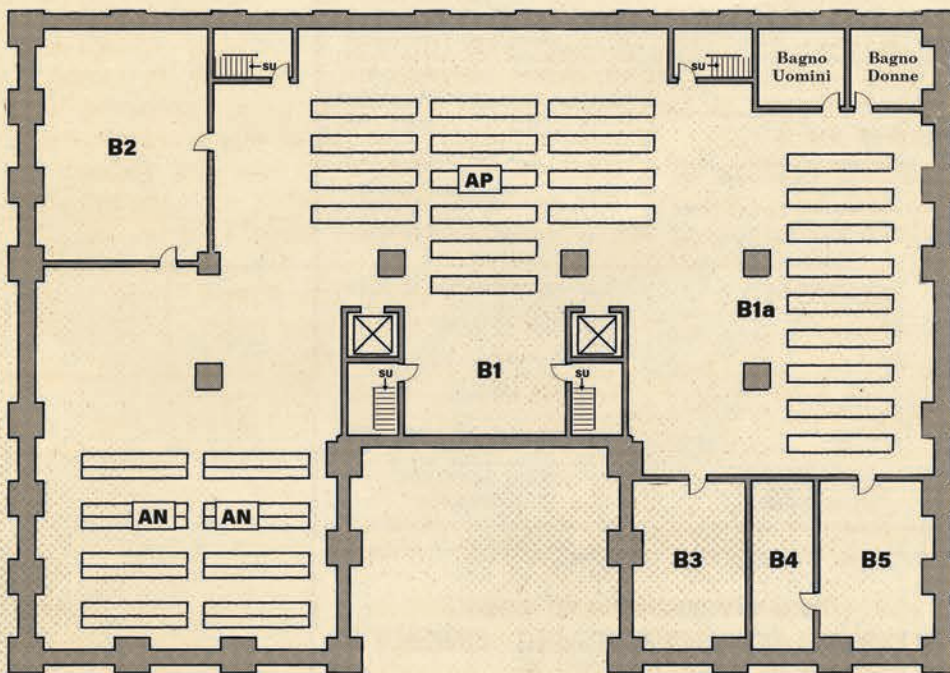 SU
SU
Bagno
Uomini
Bagno
Donne
B2
AP
B1a
SU
B1
SU
AN
AN
B3
B4
B5